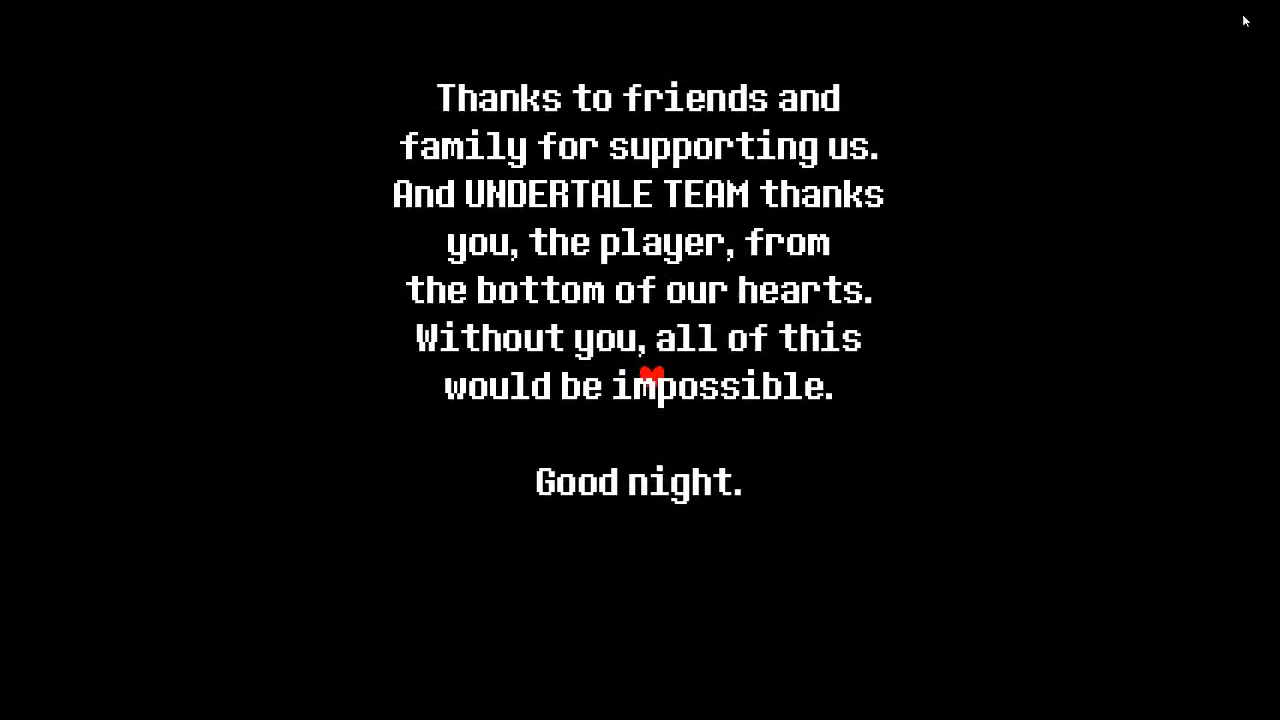 Thanks to friends and
family for supporting us.
And UNDERTALE TEAM thanks
you, the player, from
the bottom of our hearts.
Without you, all of this
would be impossible.
Good night.